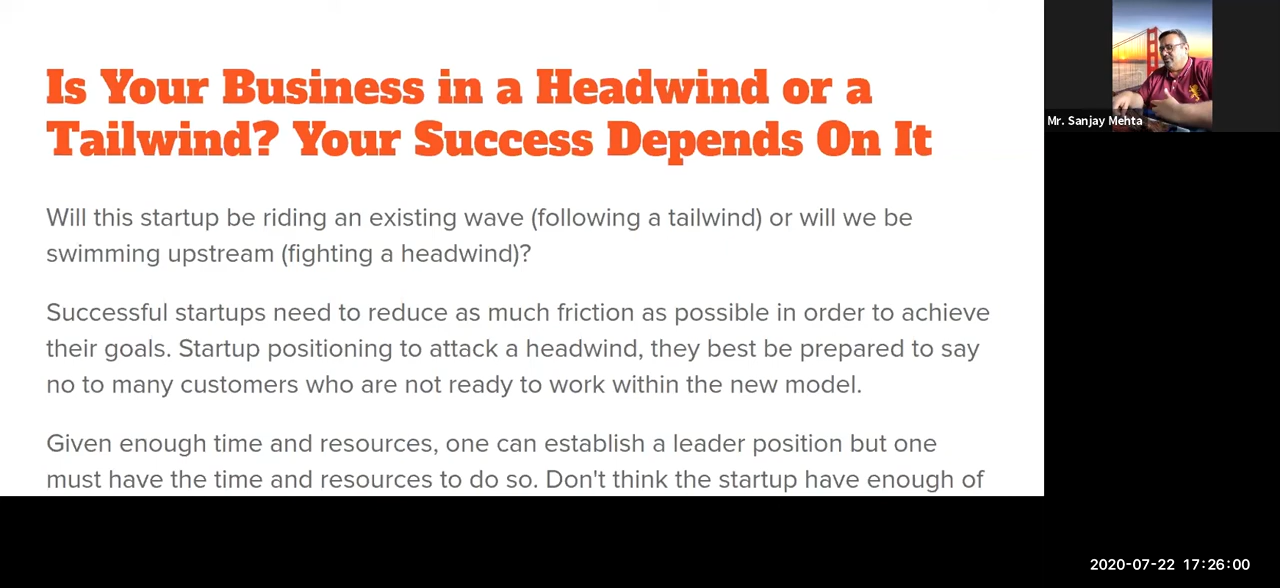 Is Your Business in a Headwind or a
Tailwind? Your Success Depends On It
Will this startup be riding an existing wave (following a tailwind) or will we be
swimming upstream (fighting a headwind)?
Successful startups need to reduce as much friction as possible in order to achieve
their goals. Startup positioning to attack a headwind, they best be prepared to say
no to many customers who are not ready to work within the new model.
Given enough time and resources, one can establish a leader position but one
must have the time and resources to do so. Don't think the startup have enough of
Mr. Sanjay Mehta
2020-07-22 17:26:00